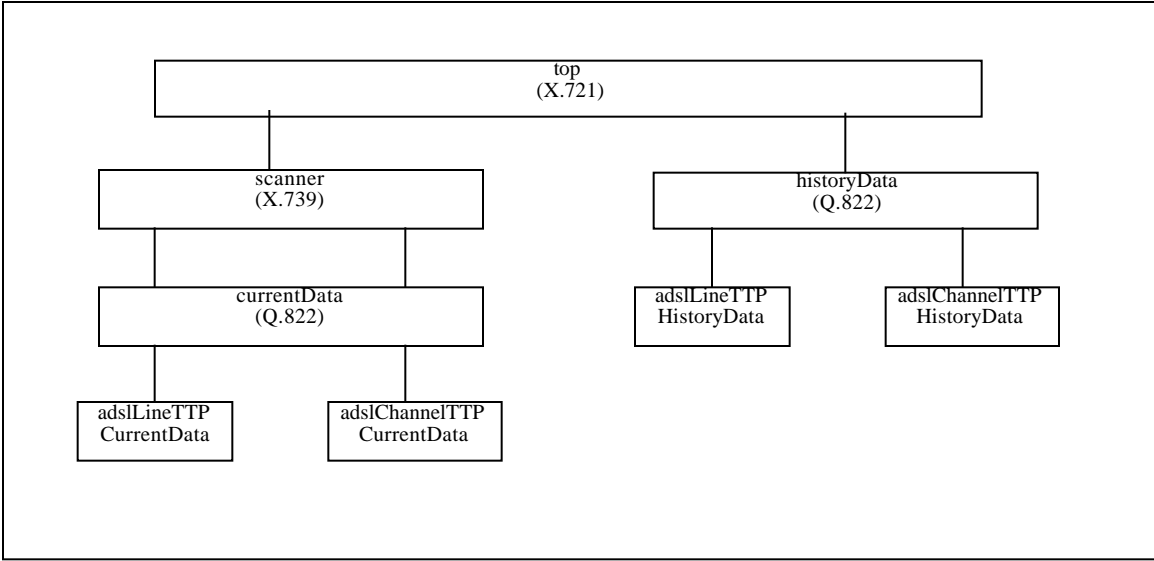 top
(X.721)
scanner
(X.739)
historyData
(Q.822)
currentData
(Q.822)
adslLineTTP
HistoryData
adslChannelTTP
HistoryData
adslLineTTP
CurrentData
adslChannelTTP
CurrentData